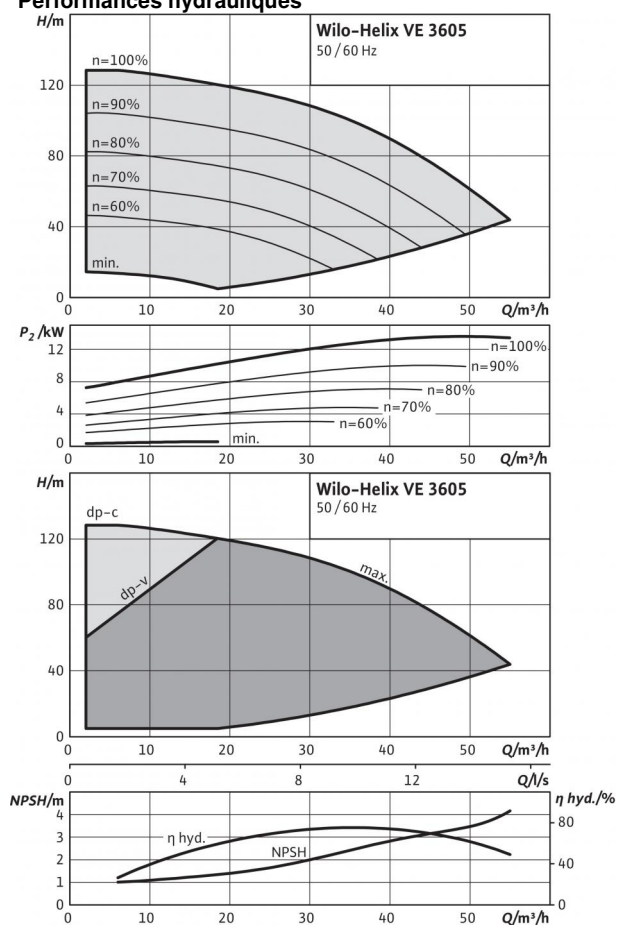 Performances hydrauliques
H/m
Wilo-Helix VE 3605
50 / 60 Hz
n=100%
120
n=90%
80
n=80%
n=70%
40
n=60%
min.
0
0 10 20 30 40 50 Q/m³/h
P₂ /kW
12
n=100%
n=90%
8
n=80%
4
n=70%
n=60%
0
min.
0 10 20 30 40 50 Q/m³/h
H/m
Wilo-Helix VE 3605
50 / 60 Hz
dp-c
120
max.
dp-v
80
40
0
0 10 20 30 40 50 Q/m³/h
0 4 8 12 Q/l/s
NPSH/m
η hyd./%
4
80
3
η hyd.
2
NPSH
40
1
0
0
0 10 20 30 40 50 Q/m³/h